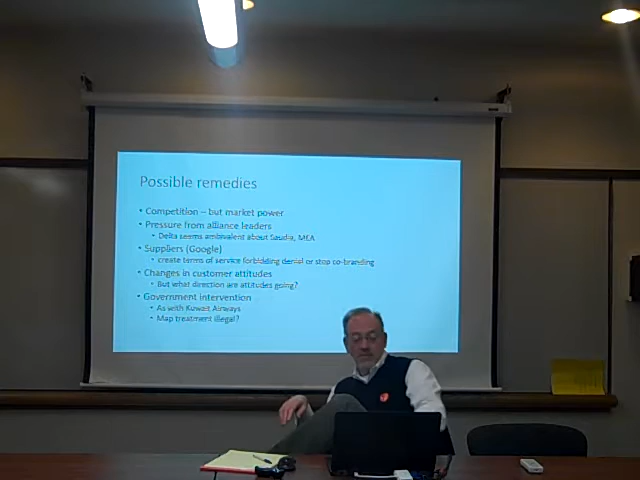 Possible remedies
• Competition – but market power
• Pressure from alliance leaders
• Delta seems ambivalent about Saudia, MEA
• Suppliers (Google)
• create terms of service forbidding denial or stop co-branding
• Changes in customer attitudes
• But what direction are attitudes going?
• Government intervention
• As with Kuwait Airways
• Map treatment illegal?